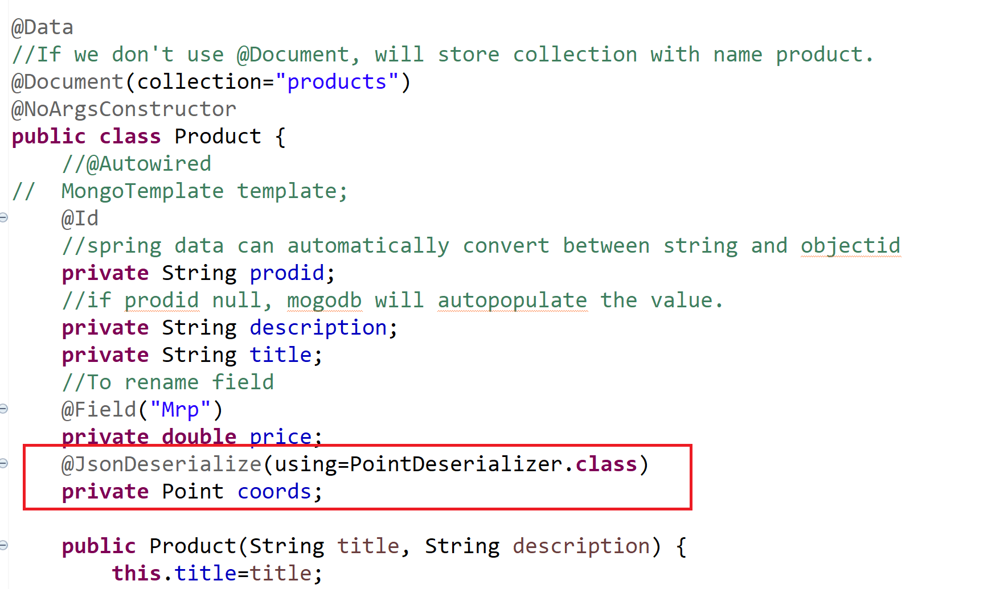 @Data
//If we don't use @Document, will store collection with name product.
@Document(collection="products")
@NoArgsConstructor
public class Product {
    //@Autowired
//  MongoTemplate template;
    @Id
    //spring data can automatically convert between string and objectid
    private String prodid;
    //if prodid null, mogodb will autopopulate the value.
    private String description;
    private String title;
    //To rename field
    @Field("Mrp")
    private double price;
    @JsonDeserialize(using=PointDeserializer.class)
    private Point coords;
    public Product(String title, String description) {
        this.title=title;